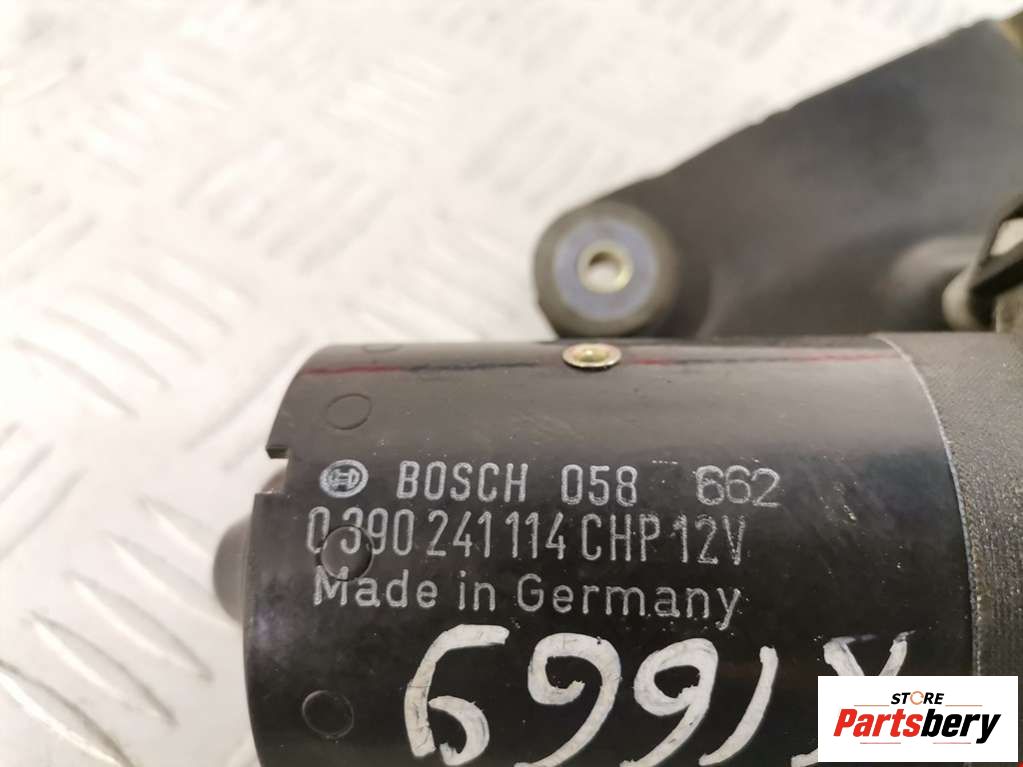 BOSCH 058 662
0 390 241 114 CHP 12V
Made in Germany
STORE
Partsbery